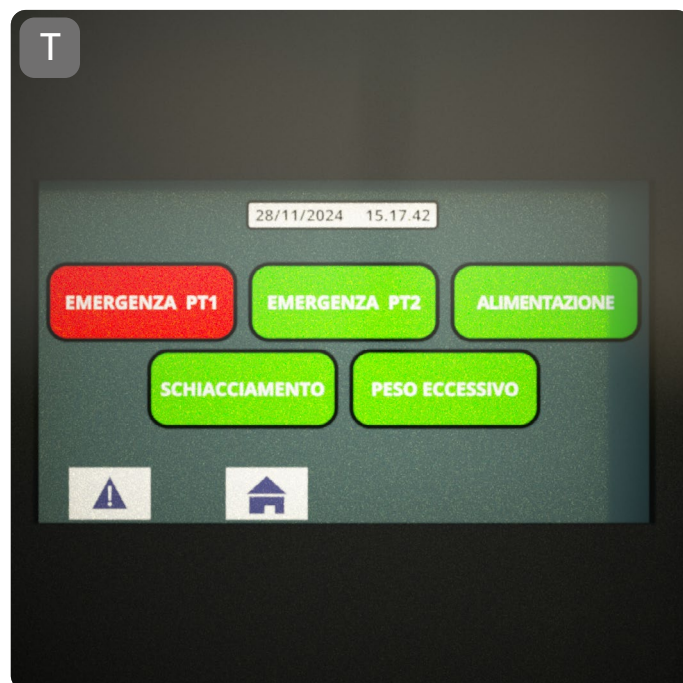 T
28/11/2024 15.17.42
EMERGENZA PT1 EMERGENZA PT2 ALIMENTAZIONE
SCHIACCIAMENTO PESO ECCESSIVO